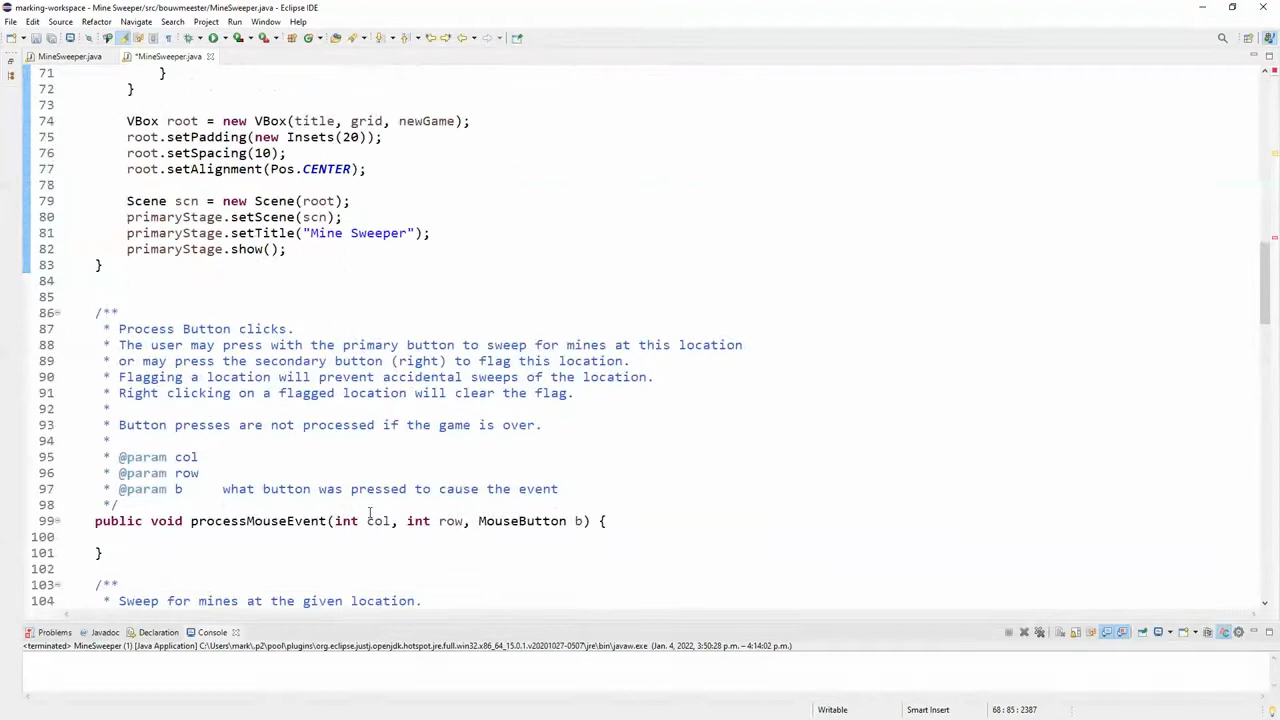 marking-workspace - Mine Sweeper/src/bouwmeester/MineSweeper.java - Eclipse IDE
File Edit Source Refactor Navigate Search Project Run Window Help
MineSweeper.java *MineSweeper.java
71 }
72 }
73
74 VBox root = new VBox(title, grid, newGame);
75 root.setPadding(new Insets(20));
76 root.setSpacing(10);
77 root.setAlignment(Pos.CENTER);
78
79 Scene scn = new Scene(root);
80 primaryStage.setScene(scn);
81 primaryStage.setTitle("Mine Sweeper");
82 primaryStage.show();
83 }
84
85
86 /**
87 * Process Button clicks.
88 * The user may press with the primary button to sweep for mines at this location
89 * or may press the secondary button (right) to flag this location.
90 * Flagging a location will prevent accidental sweeps of the location.
91 * Right clicking on a flagged location will clear the flag.
92 *
93 * Button presses are not processed if the game is over.
94 *
95 * @param col
96 * @param row
97 * @param b what button was pressed to cause the event
98 */
99 public void processMouseEvent(int col, int row, MouseButton b) {
100
101 }
102
103 /**
104 * Sweep for mines at the given location.
Problems Javadoc Declaration Console
<terminated> MineSweeper (1) [Java Application] C:\Users\mark\.p2\pool\plugins\org.eclipse.justj.openjdk.hotspot.jre.full.win32.x86_64_15.0.1.v20201027-0507\jre\bin\javaw.exe (Jan. 4, 2022, 3:50:28 p.m. – 4:14:02 p.m.)
Writable Smart Insert 68 : 85 : 2387